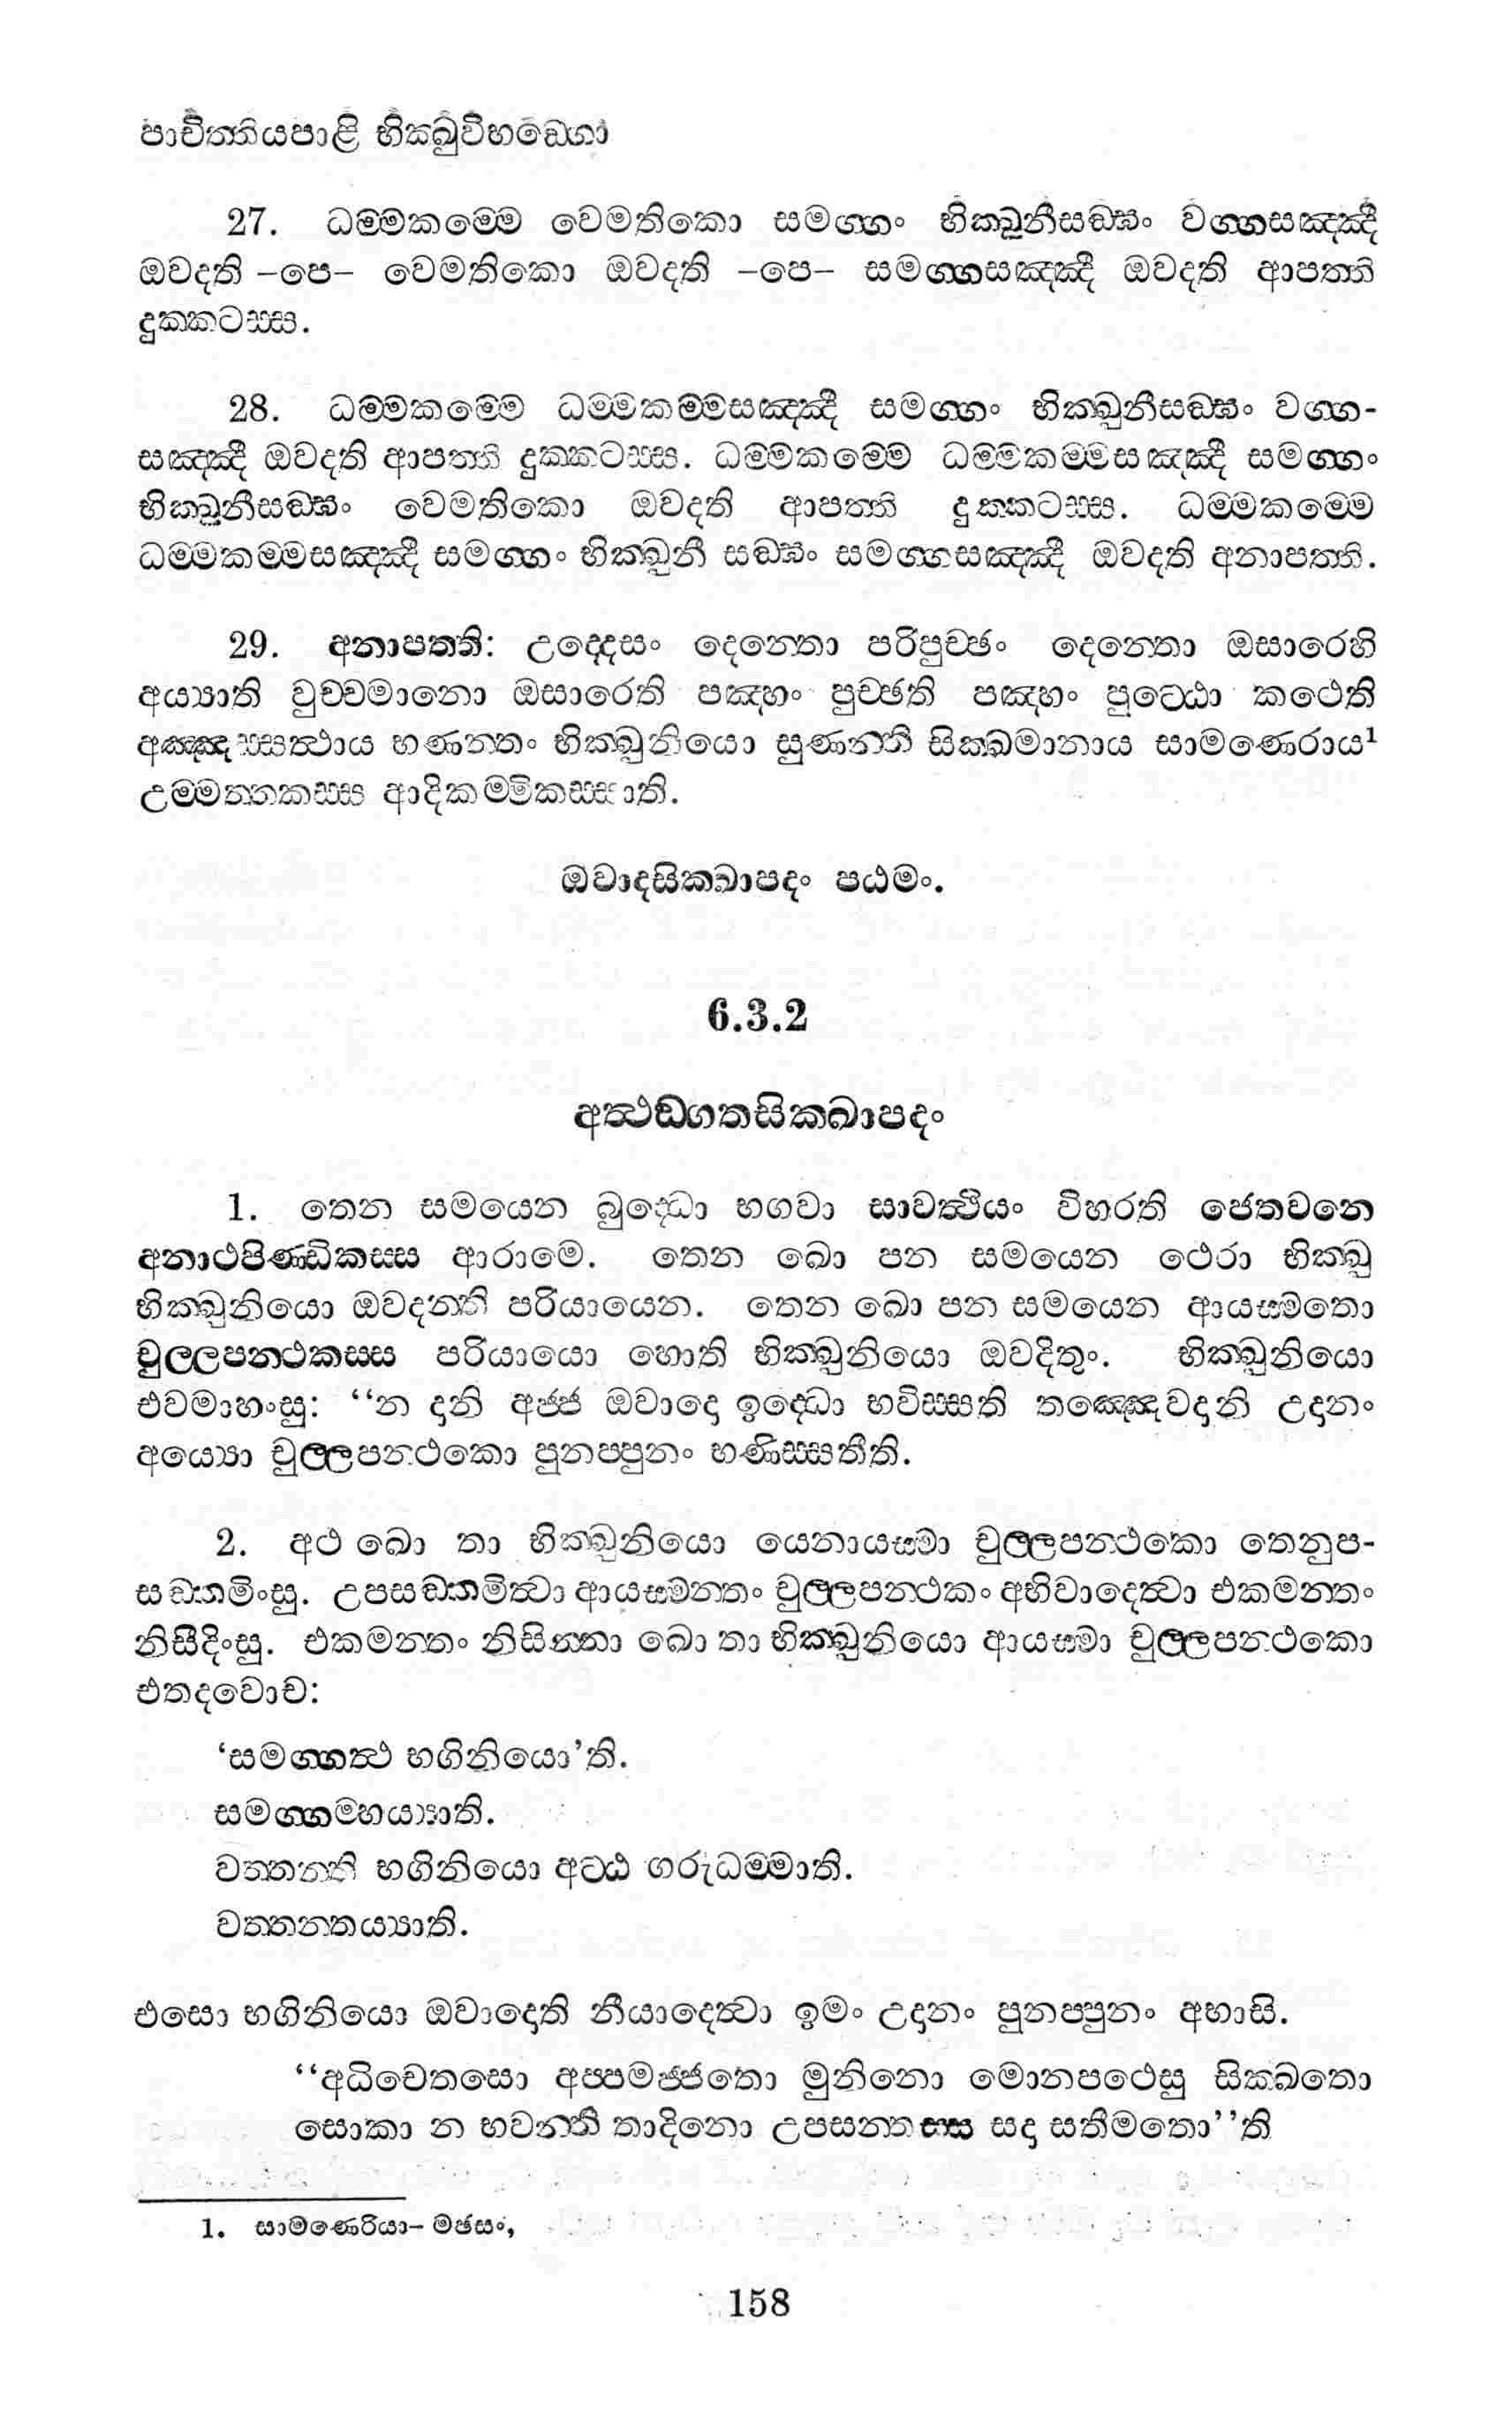 පාචිත්තියපාළි භික්ඛුවිභඞ්ගො
27. ධම්මකම්මෙ වෙමතිකො සමග්ගං භික්ඛුනීසඞ්ඝං වග්ගසඤ්ඤී
ඔවදති –පෙ– වෙමතිකො ඔවදති –පෙ– සමග්ගසඤ්ඤී ඔවදති ආපත්ති
දුක්කටස්ස.
28. ධම්මකම්මෙ ධම්මකම්මසඤ්ඤී සමග්ගං භික්ඛුනීසඞ්ඝං වග්ග-
සඤ්ඤී ඔවදති ආපත්ති දුක්කටස්ස. ධම්මකම්මෙ ධම්මකම්මසඤ්ඤී සමග්ගං
භික්ඛුනීසඞ්ඝං වෙමතිකො ඔවදති ආපත්ති දුක්කටස්ස. ධම්මකම්මෙ
ධම්මකම්මසඤ්ඤී සමග්ගං භික්ඛුනී සඞ්ඝං සමග්ගසඤ්ඤී ඔවදති අනාපත්ති.
29. අනාපත්ති: උද්දෙසං දෙන්තො පරිපුච්ඡං දෙන්තො ඔසාරෙහි
අය්‍යාති වුච්චමානො ඔසාරෙති පඤ්හං පුච්ඡති පඤ්හං පුට්ඨො කථෙති
අඤ්ඤස්සත්ථාය භණන්තං භික්ඛුනියො සුණන්ති සික්ඛමානාය සාමණෙරාය¹
උම්මත්තකස්ස ආදිකම්මිකස්සාති.
ඔවාදසික්ඛාපදං පඨමං.
6.3.2
අත්ථඞ්ගතසික්ඛාපදං
1. තෙන සමයෙන බුද්ධො භගවා සාවත්ථියං විහරති ජෙතවනෙ
අනාථපිණ්ඩිකස්ස ආරාමෙ. තෙන ඛො පන සමයෙන ථෙරා භික්ඛූ
භික්ඛුනියො ඔවදන්ති පරියායෙන. තෙන ඛො පන සමයෙන ආයස්මතො
චුල්ලපන්ථකස්ස පරියායො හොති භික්ඛුනියො ඔවදිතුං. භික්ඛුනියො
එවමාහංසු: “න දානි අජ්ජ ඔවාදො ඉද්ධො භවිස්සති තඤ්ඤෙවදානි උදානං
අය්‍යො චුල්ලපන්ථකො පුනප්පුනං භණිස්සතීති.
2. අථ ඛො තා භික්ඛුනියො යෙනායස්මා චුල්ලපන්ථකො තෙනුප-
සඞ්කමිංසු. උපසඞ්කමිත්වා ආයස්මන්තං චුල්ලපන්ථකං අභිවාදෙත්වා එකමන්තං
නිසීදිංසු. එකමන්තං නිසින්නා ඛො තා භික්ඛුනියො ආයස්මා චුල්ලපන්ථකො
එතදවොච:
‘සමග්ගත්ථ භගිනියො’ති.
සමග්ගම්හය්‍යාති.
වත්තන්ති භගිනියො අට්ඨ ගරුධම්මාති.
වත්තන්තය්‍යාති.
එසො භගිනියො ඔවාදොති නීයාදෙත්වා ඉමං උදානං පුනප්පුනං අභාසි.
“අධිචෙතසො අප්පමජ්ජතො මුනිනො මොනපථෙසු සික්ඛතො
සොකා න භවන්ති තාදිනො උපසන්තස්ස සදා සතීමතො”ති
1. සාමණෙරියා– මඡසං,
158